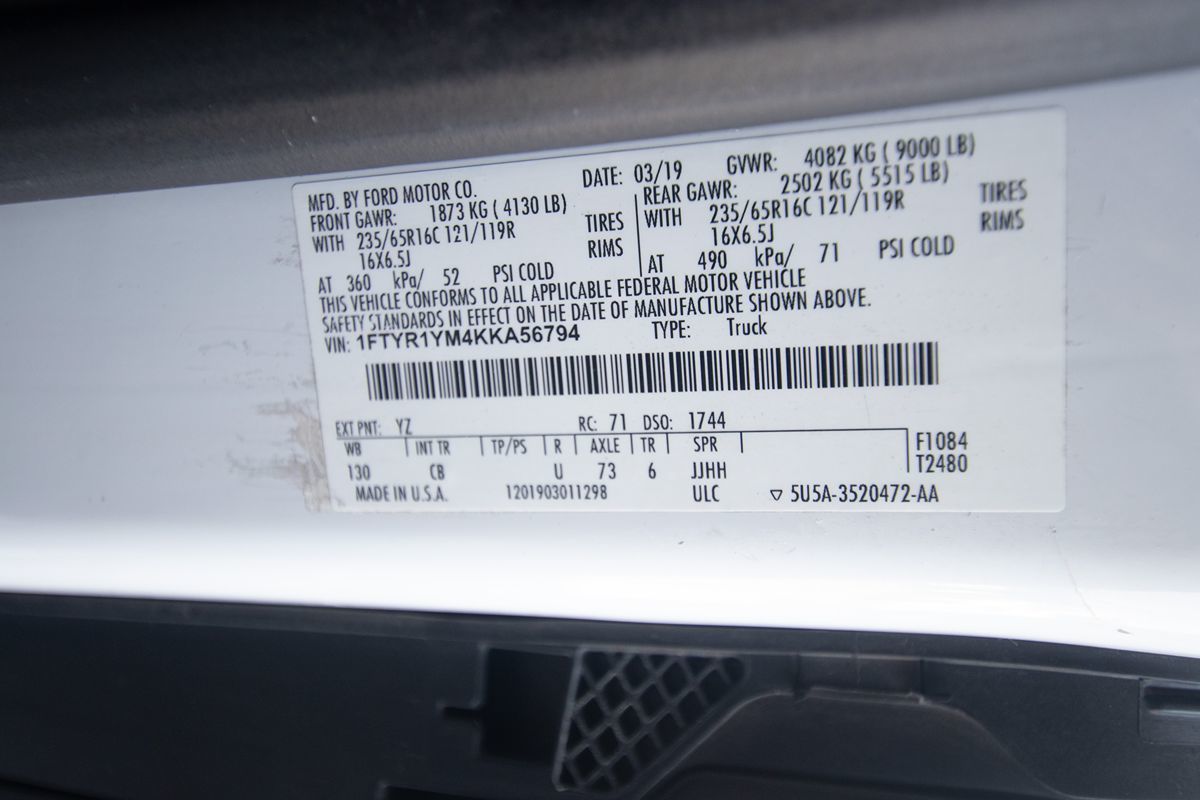 MFD. BY FORD MOTOR CO. DATE: 03/19 GVWR: 4082 KG ( 9000 LB)
FRONT GAWR: 1873 KG ( 4130 LB) REAR GAWR: 2502 KG ( 5515 LB)
WITH 235/65R16C 121/119R TIRES WITH 235/65R16C 121/119R TIRES
16X6.5J RIMS 16X6.5J RIMS
AT 360 kPa/ 52 PSI COLD AT 490 kPa/ 71 PSI COLD
THIS VEHICLE CONFORMS TO ALL APPLICABLE FEDERAL MOTOR VEHICLE
SAFETY STANDARDS IN EFFECT ON THE DATE OF MANUFACTURE SHOWN ABOVE.
VIN: 1FTYR1YM4KKA56794 TYPE: Truck
EXT PNT: YZ RC: 71 DSO: 1744
WB INT TR TP/PS R AXLE TR SPR F1084
130 CB U 73 6 JJHH T2480
MADE IN U.S.A. 1201903011298 ULC ▽ 5U5A-3520472-AA